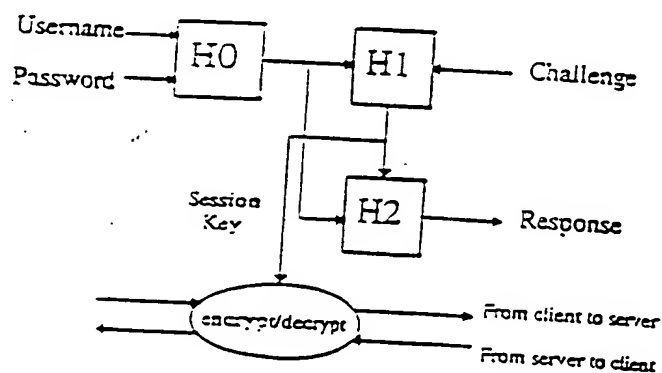 Username
H0
H1
Password
Challenge
Session
Key
H2
Response
encrypt/decrypt
From client to server
From server to client